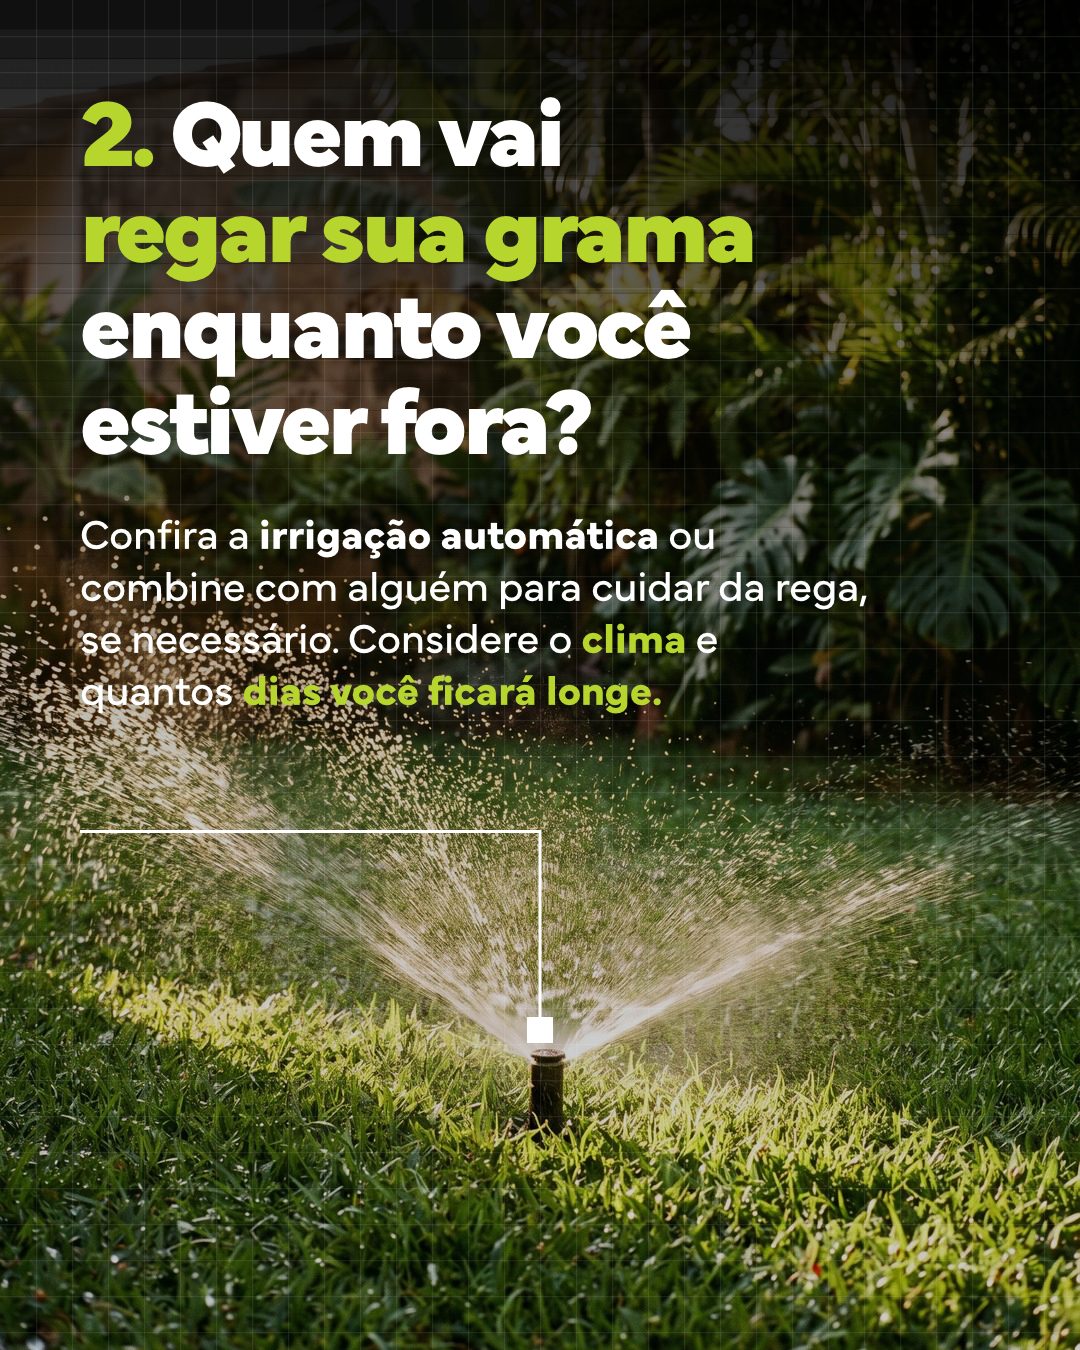 2. Quem vai
regar sua grama
enquanto você
estiver fora?
Confira a irrigação automática ou
combine com alguém para cuidar da rega,
se necessário. Considere o clima e
quantos dias você ficará longe.